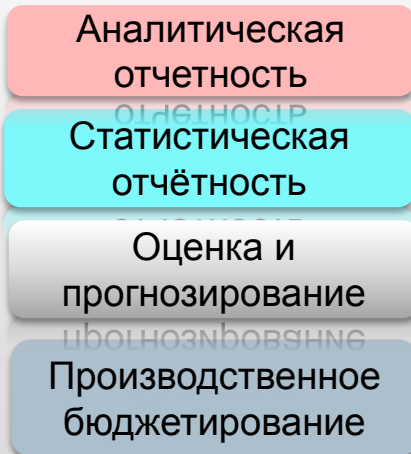 Аналитическая
отчетность
Статистическая
отчётность
Оценка и
прогнозирование
Производственное
бюджетирование